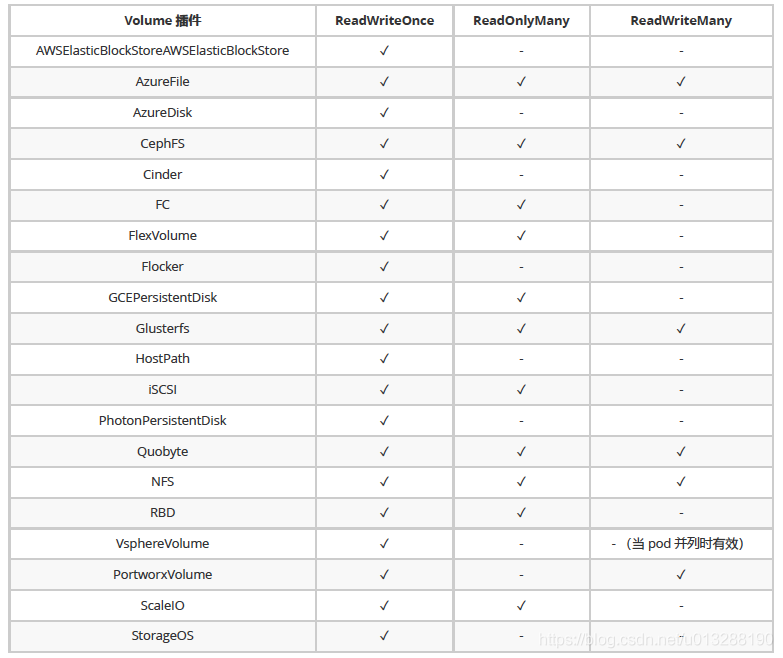 Volume 插件 ReadWriteOnce ReadOnlyMany ReadWriteMany
AWSElasticBlockStoreAWSElasticBlockStore ✓ - -
AzureFile ✓ ✓ ✓
AzureDisk ✓ - -
CephFS ✓ ✓ ✓
Cinder ✓ - -
FC ✓ ✓ -
FlexVolume ✓ ✓ -
Flocker ✓ - -
GCEPersistentDisk ✓ ✓ -
Glusterfs ✓ ✓ ✓
HostPath ✓ - -
iSCSI ✓ ✓ -
PhotonPersistentDisk ✓ - -
Quobyte ✓ ✓ ✓
NFS ✓ ✓ ✓
RBD ✓ ✓ -
VsphereVolume ✓ - - （当 pod 并列时有效）
PortworxVolume ✓ - ✓
ScaleIO ✓ ✓ -
StorageOS ✓ - -
https://blog.csdn.net/u013288190